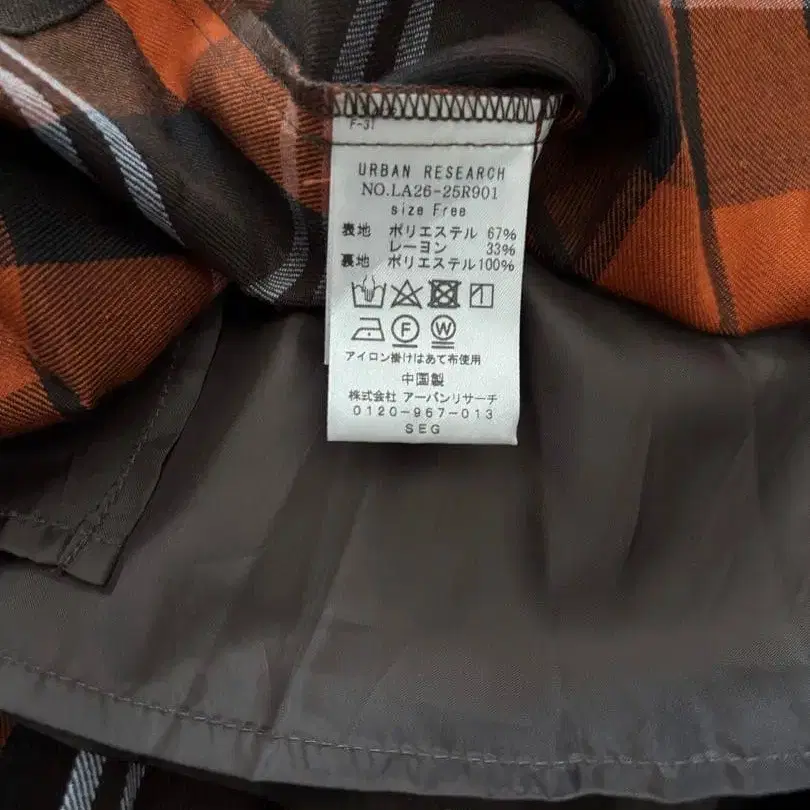 F-31
URBAN RESEARCH
NO.LA26-25R901
size Free
表地 ポリエステル 67%
レーヨン 33%
裏地 ポリエステル100%
F W
アイロン掛けはあて布使用
中国製
株式会社 アーバンリサーチ
0120-967-013
SEG